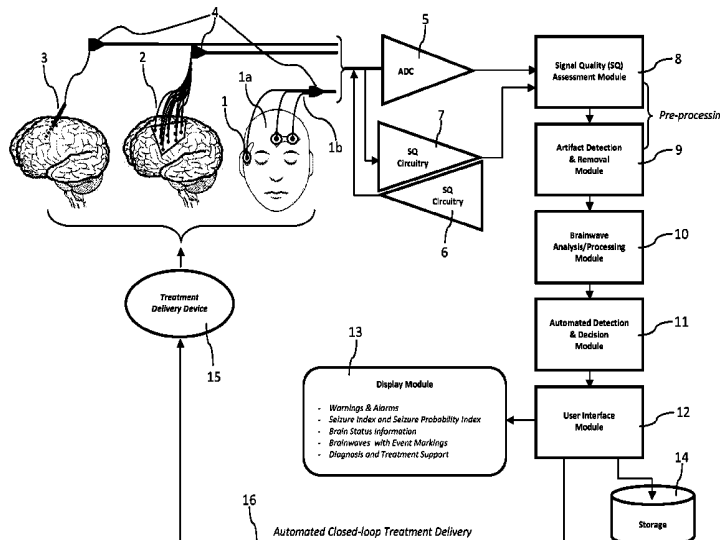 4
5
3
2
1a
1
1b
ADC
Signal Quality (SQ)
Assessment Module
8
7
SQ
Circuitry
SQ
Circuitry
6
Pre-processin
Artifact Detection
& Removal
Module
9
Brainwave
Analysis/Processing
Module
10
Treatment
Delivery Device
15
Automated Detection
& Decision
Module
11
13
Display Module
- Warnings & Alarms
- Seizure Index and Seizure Probability Index
- Brain Status Information
- Brainwaves with Event Markings
- Diagnosis and Treatment Support
User Interface
Module
12
14
Storage
16
Automated Closed-loop Treatment Delivery